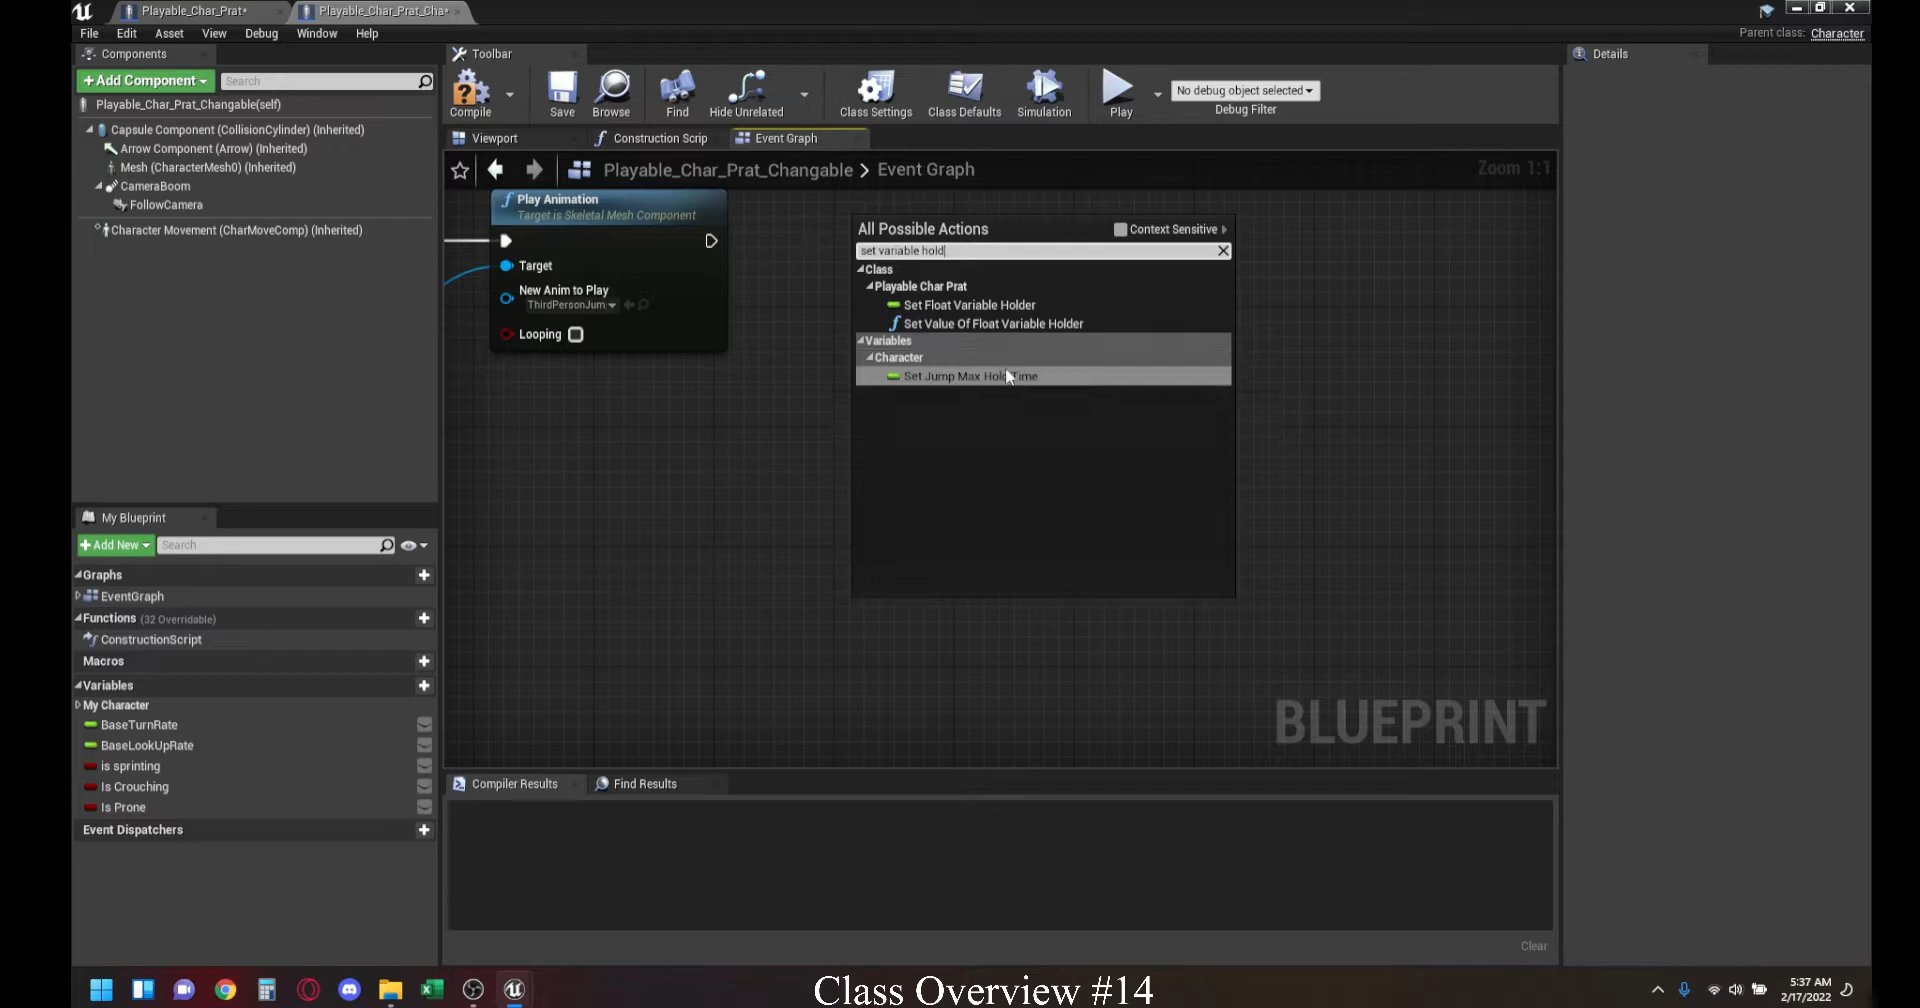 Playable_Char_Prat*
Playable_Char_Prat_Cha*
File Edit Asset View Debug Window Help
Parent class: Character
Components
Toolbar
Details
+Add Component
Search
Playable_Char_Prat_Changable(self)
Capsule Component (CollisionCylinder) (Inherited)
Arrow Component (Arrow) (Inherited)
Mesh (CharacterMesh0) (Inherited)
CameraBoom
FollowCamera
Character Movement (CharMoveComp) (Inherited)
Compile
Save
Browse
Find
Hide Unrelated
Class Settings
Class Defaults
Simulation
Play
No debug object selected
Debug Filter
Viewport
Construction Scrip
Event Graph
Playable_Char_Prat_Changable > Event Graph
Zoom 1:1
Play Animation
Target is Skeletal Mesh Component
Target
New Anim to Play
ThirdPersonJum
Looping
All Possible Actions
Context Sensitive
set variable hold
Class
Playable Char Prat
Set Float Variable Holder
Set Value Of Float Variable Holder
Variables
Character
Set Jump Max Hold Time
BLUEPRINT
My Blueprint
+Add New
Search
Graphs
EventGraph
Functions (32 Overridable)
ConstructionScript
Macros
Variables
My Character
BaseTurnRate
BaseLookUpRate
is sprinting
Is Crouching
Is Prone
Event Dispatchers
Compiler Results
Find Results
Clear
Class Overview #14
5:37 AM
2/17/2022